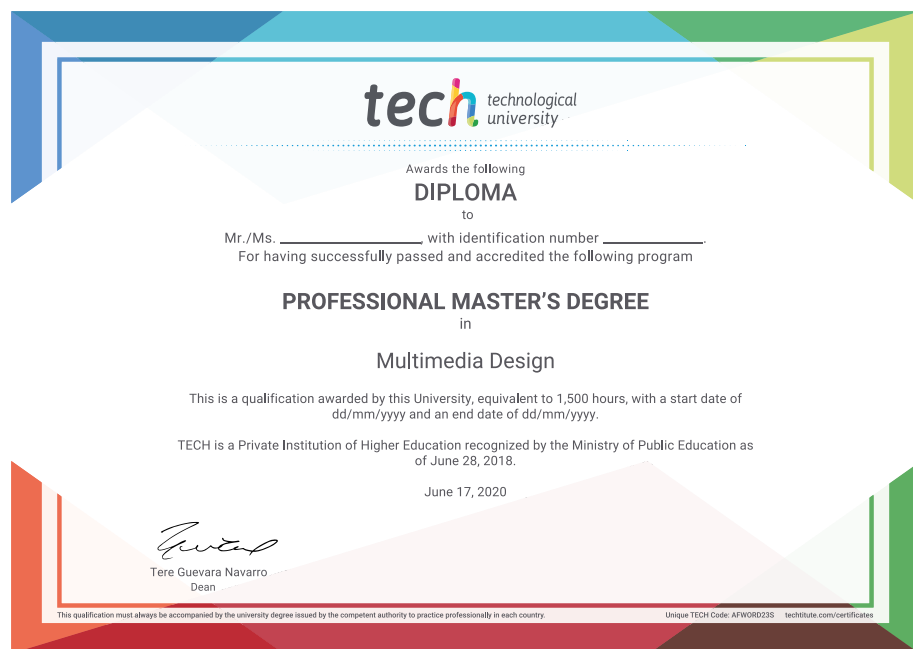 tech technological
university
Awards the following
DIPLOMA
to
Mr./Ms. ____________________, with identification number ______________.
For having successfully passed and accredited the following program
PROFESSIONAL MASTER'S DEGREE
in
Multimedia Design
This is a qualification awarded by this University, equivalent to 1,500 hours, with a start date of
dd/mm/yyyy and an end date of dd/mm/yyyy.
TECH is a Private Institution of Higher Education recognized by the Ministry of Public Education as
of June 28, 2018.
June 17, 2020
Tere Guevara Navarro
Dean
This qualification must always be accompanied by the university degree issued by the competent authority to practice professionally in each country. Unique TECH Code: AFWORD23S techtitute.com/certificates